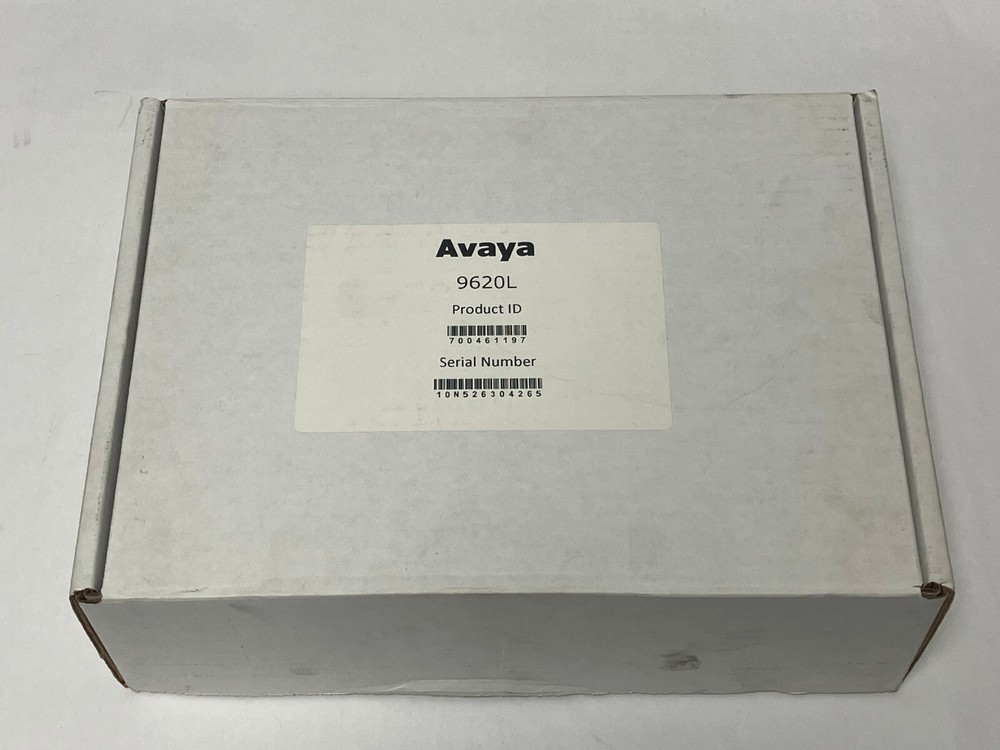 Avaya
9620L
Product ID
700461197
Serial Number
10N526304265